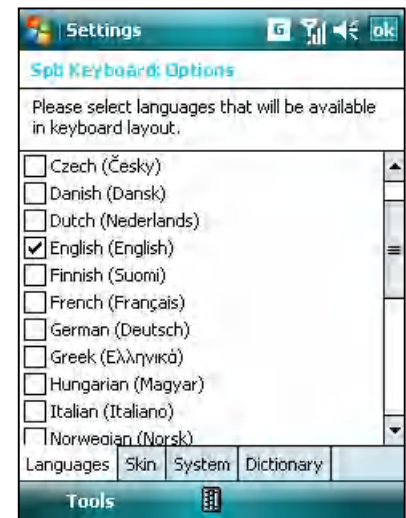 Settings
G
ok
Spb Keyboard: Options
Please select languages that will be available
in keyboard layout.
Czech (Česky)
Danish (Dansk)
Dutch (Nederlands)
English (English)
Finnish (Suomi)
French (Français)
German (Deutsch)
Greek (Ελληνικά)
Hungarian (Magyar)
Italian (Italiano)
Norwegian (Norsk)
Languages Skin System Dictionary
Tools